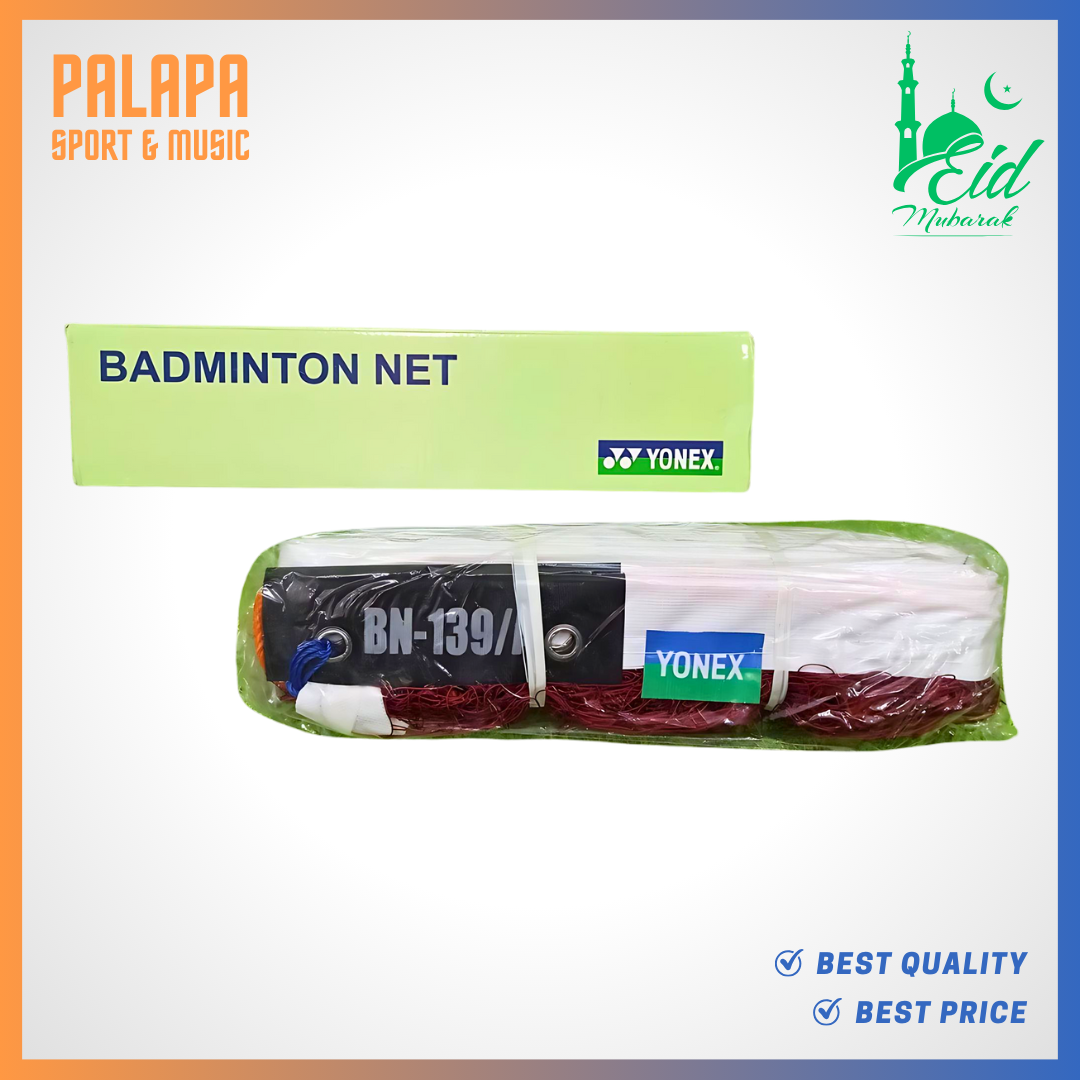 PALAPA
SPORT & MUSIC
Eid
Mubarak
BADMINTON NET
YONEX®
BN-139/
YONEX
BEST QUALITY
BEST PRICE